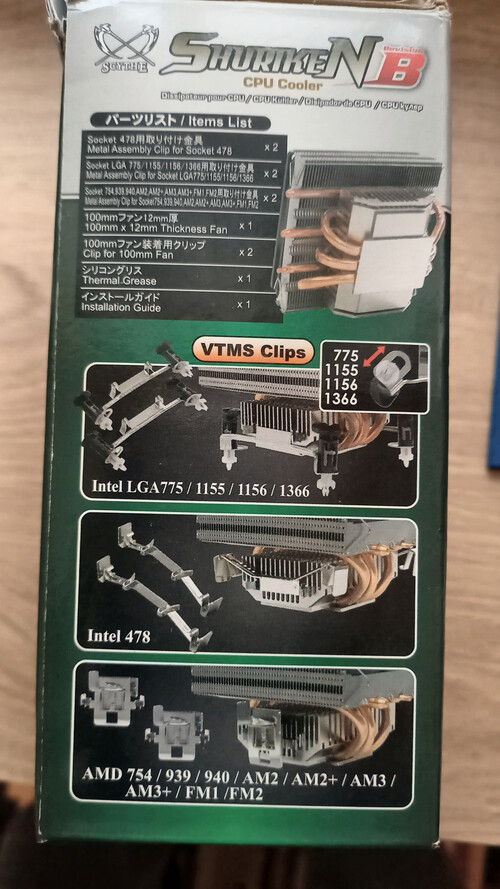 SCYTHE
SHURIKEN
Revision
B
CPU Cooler
Dissipateur pour CPU / CPU Kühler / Disipador de CPU / CPU кулер
パーツリスト / Items List
Socket 478用取り付け金具
Metal Assembly Clip for Socket 478
x 2
Socket LGA 775/1155/1156/1366用取り付け金具
Metal Assembly Clip for Socket LGA775/1155/1156/1366
x 2
Socket 754,939,940,AM2,AM2+,AM3,AM3+,FM1,FM2用取り付け金具
Metal Assembly Clip for Socket754,939,940,AM2,AM2+,AM3,AM3+,FM1,FM2
x 2
100mmファン12mm厚
100mm x 12mm Thickness Fan
x 1
100mmファン装着用クリップ
Clip for 100mm Fan
x 2
シリコングリス
Thermal Grease
x 1
インストールガイド
Installation Guide
x 1
VTMS Clips
775
1155
1156
1366
Intel LGA775 / 1155 / 1156 / 1366
Intel 478
AMD 754 / 939 / 940 / AM2 / AM2+ / AM3 /
AM3+ / FM1 /FM2